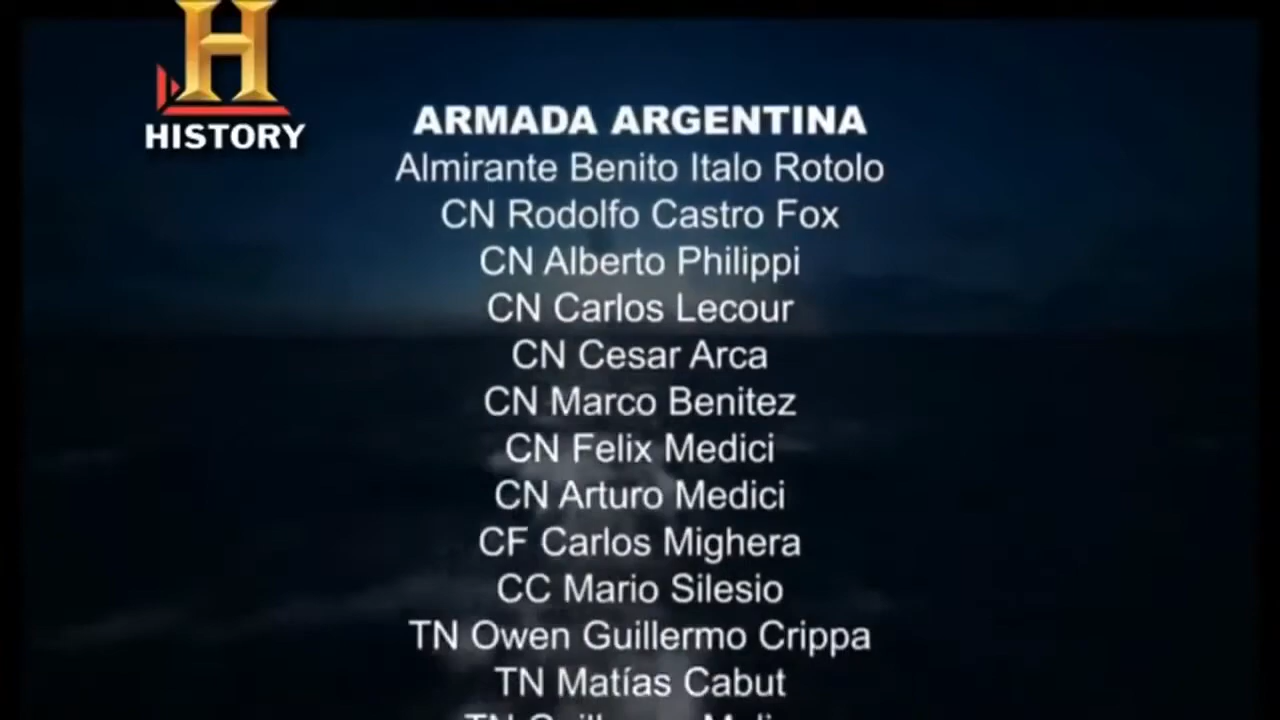 H
HISTORY
ARMADA ARGENTINA
Almirante Benito Italo Rotolo
CN Rodolfo Castro Fox
CN Alberto Philippi
CN Carlos Lecour
CN Cesar Arca
CN Marco Benitez
CN Felix Medici
CN Arturo Medici
CF Carlos Mighera
CC Mario Silesio
TN Owen Guillermo Crippa
TN Matías Cabut
TN Guillermo